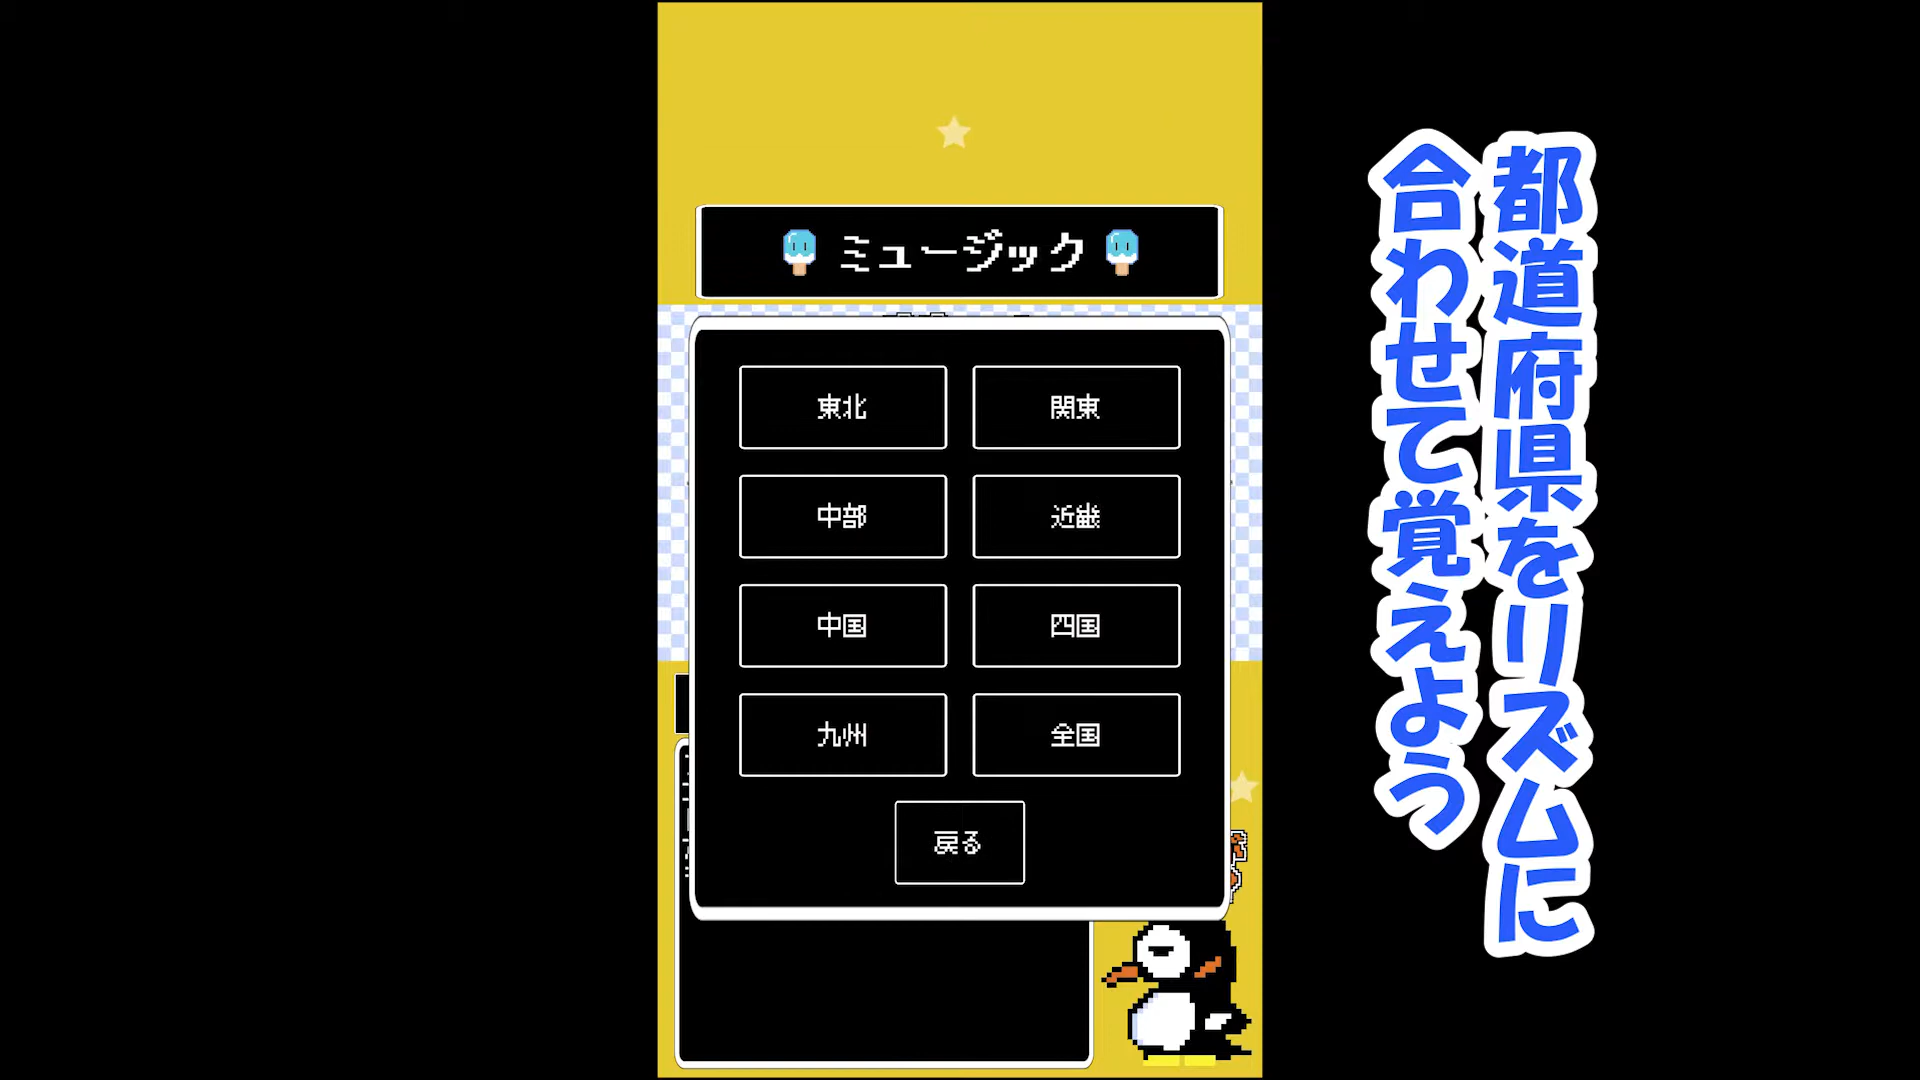 ミュージック
東北
関東
中部
近畿
中国
四国
九州
全国
戻る
都道府県をリズムに
合わせて覚えよう